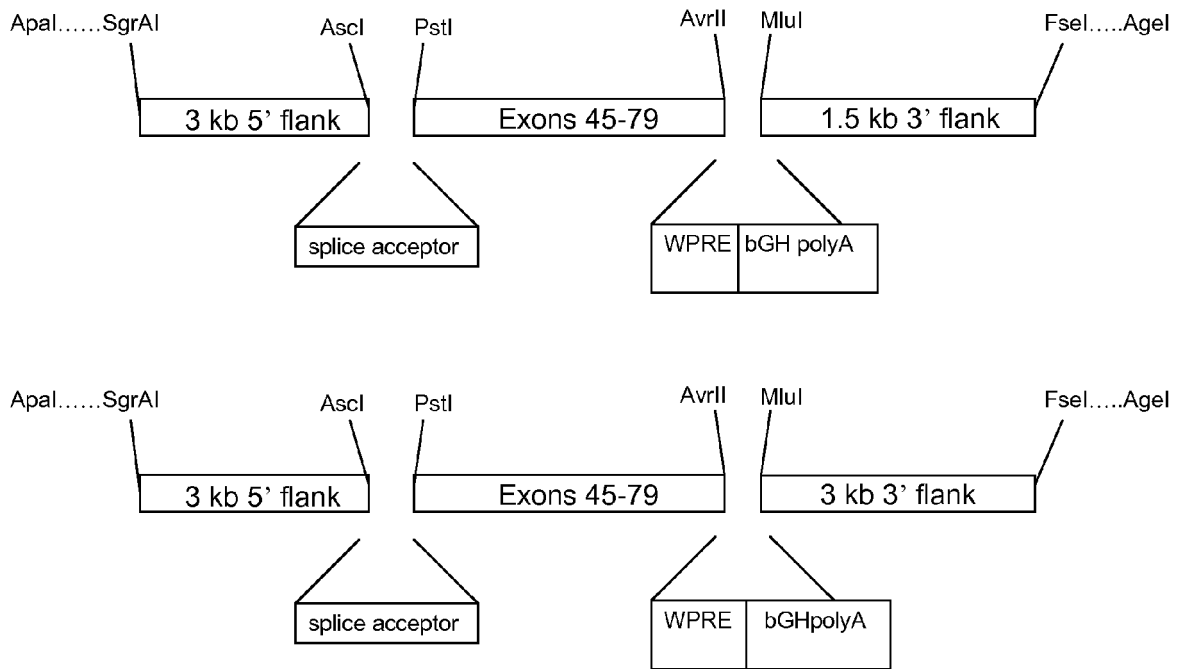 ApaI......SgrAI AscI PstI AvrII MluI FseI.....AgeI
3 kb 5’ flank Exons 45-79 1.5 kb 3’ flank
splice acceptor WPRE bGH polyA
ApaI......SgrAI AscI PstI AvrII MluI FseI.....AgeI
3 kb 5’ flank Exons 45-79 3 kb 3’ flank
splice acceptor WPRE bGHpolyA